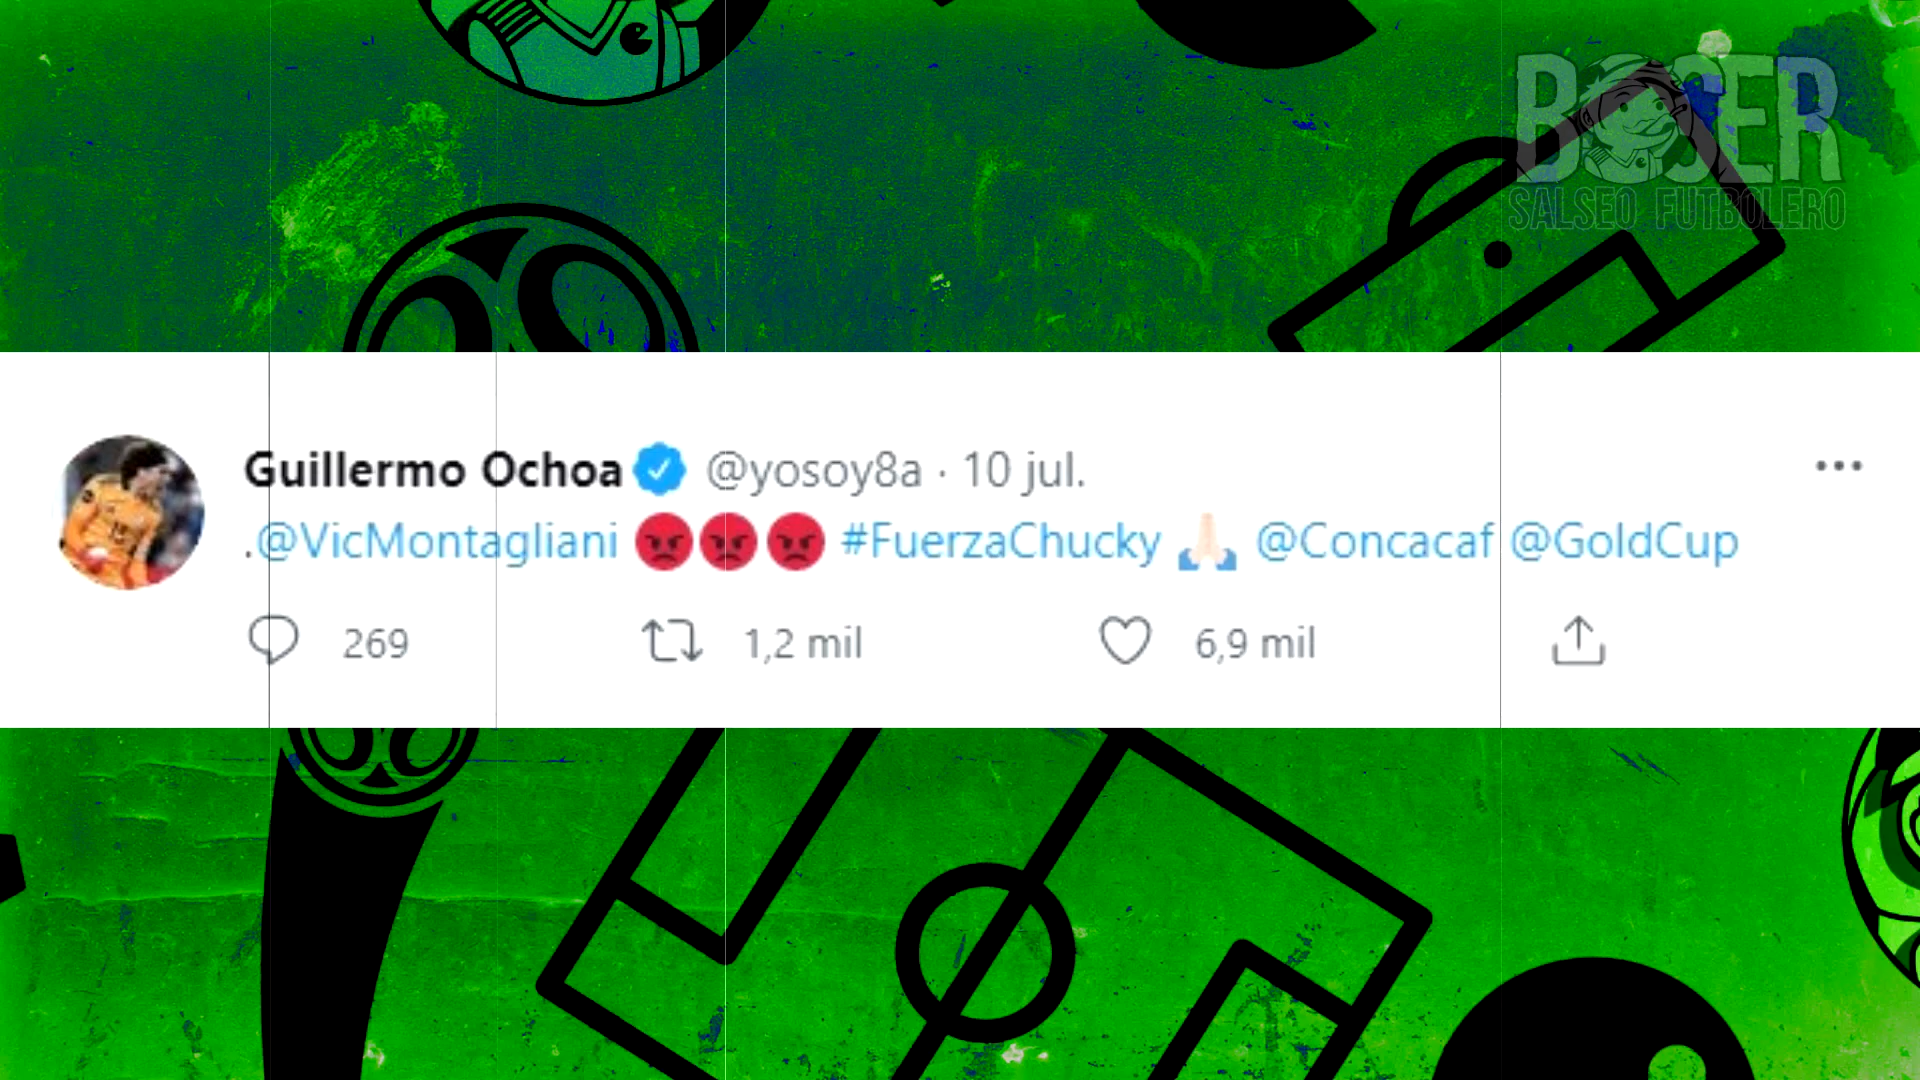 BOSER
SALSEO FUTBOLERO
Guillermo Ochoa @yosoy8a · 10 jul.
.@VicMontagliani 😡😡😡 #FuerzaChucky 🙏🏻 @Concacaf @GoldCup
269 1,2 mil 6,9 mil